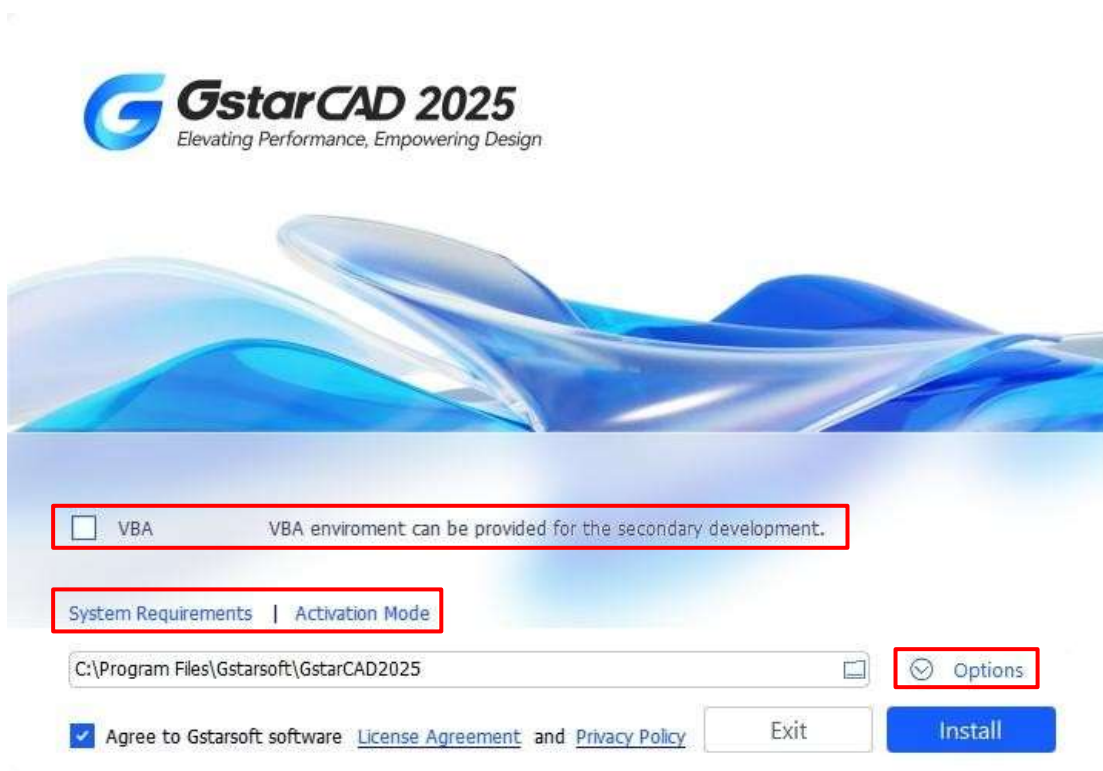 GstarCAD 2025
Elevating Performance, Empowering Design
VBA VBA enviroment can be provided for the secondary development.
System Requirements | Activation Mode
C:\Program Files\Gstarsoft\GstarCAD2025 Options
Agree to Gstarsoft software License Agreement and Privacy Policy Exit Install